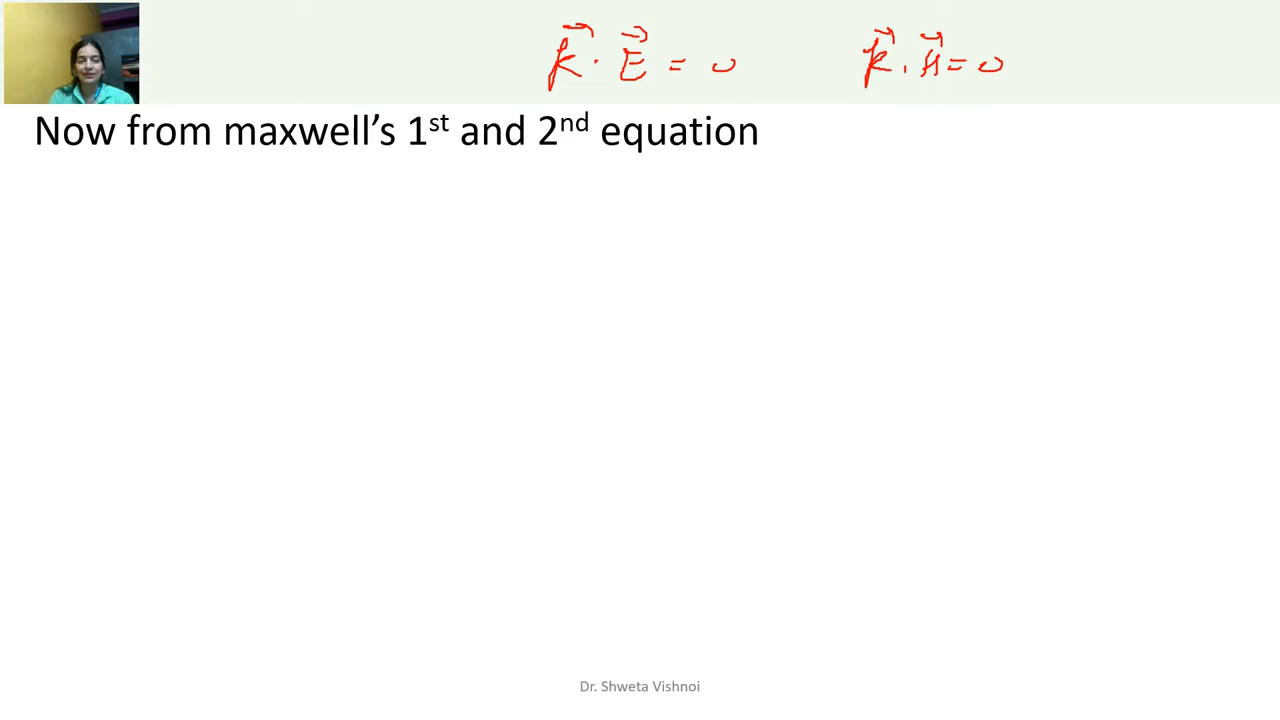 k⃗ · E⃗ = 0 k⃗ . H⃗ = 0
Now from maxwell’s 1st and 2nd equation
Dr. Shweta Vishnoi